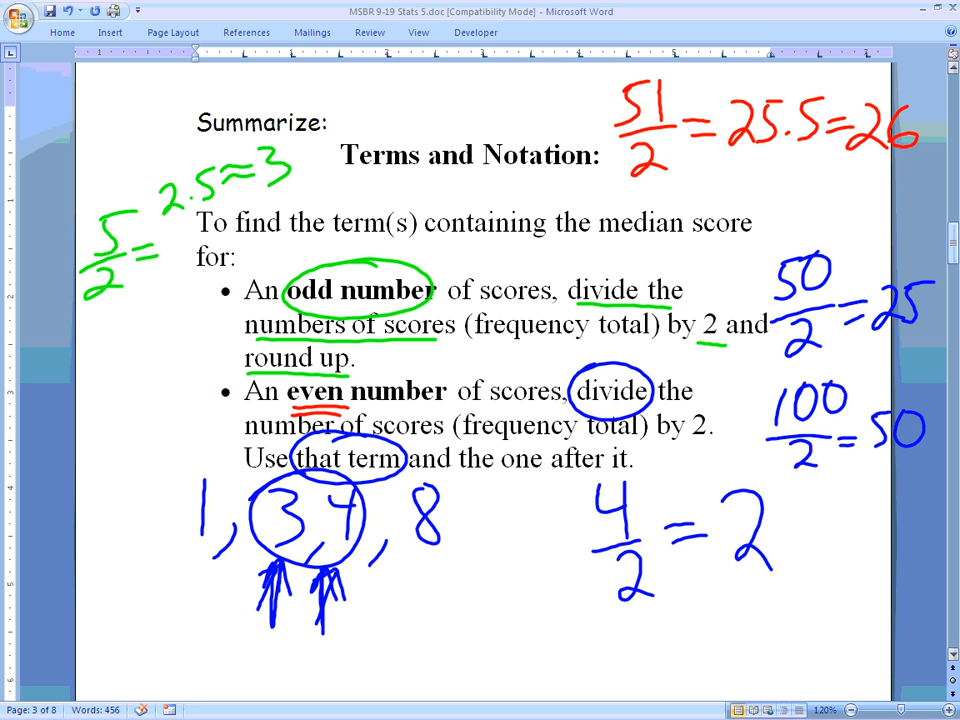 MSBR 9-19 Stats 5.doc [Compatibility Mode] - Microsoft Word
Home Insert Page Layout References Mailings Review View Developer
Summarize:
51/2 = 25.5 = 26
Terms and Notation:
5/2 = 2.5 ≈ 3
To find the term(s) containing the median score
for:
• An odd number of scores, divide the
numbers of scores (frequency total) by 2 and
round up.
50/2 = 25
• An even number of scores, divide the
number of scores (frequency total) by 2.
Use that term and the one after it.
100/2 = 50
1, 3, 4, 8
4/2 = 2
Page: 3 of 8 Words: 456 120%